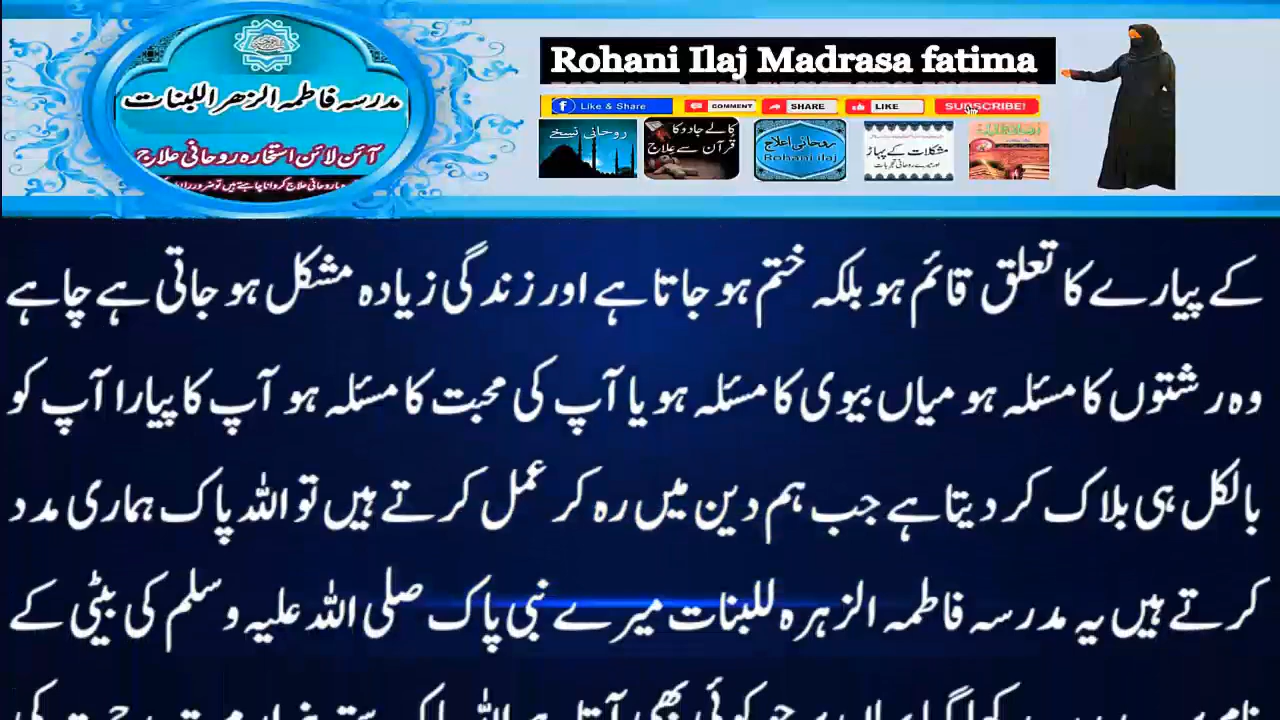 مدرسہ فاطمہ الزھرا للبنات
آئن لائن استخارہ روحانی علاج
Rohani Ilaj Madrasa fatima
Like & Share
COMMENT
SHARE
LIKE
SUBSCRIBE!
روحانی نسخ
کالے جادو کا
قرآن سے علاج
روحانی علاج
Rohani ilaj
مشکلات کے پہاڑ
کے پیارے کا تعلق قائم ہو بلکہ ختم ہو جاتا ہے اور زندگی زیادہ مشکل ہو جاتی ہے چاہے
وہ رشتوں کا مسئلہ ہو میاں بیوی کا مسئلہ ہو یا آپ کی محبت کا مسئلہ ہو آپ کا پیارا آپ کو
بالکل ہی بلاک کر دیتا ہے جب ہم دین میں رہ کر عمل کرتے ہیں تو اللہ پاک ہماری مدد
کرتے ہیں یہ مدرسہ فاطمہ الزہرہ للبنات میرے نبی پاک صلی اللہ علیہ وسلم کی بیٹی کے